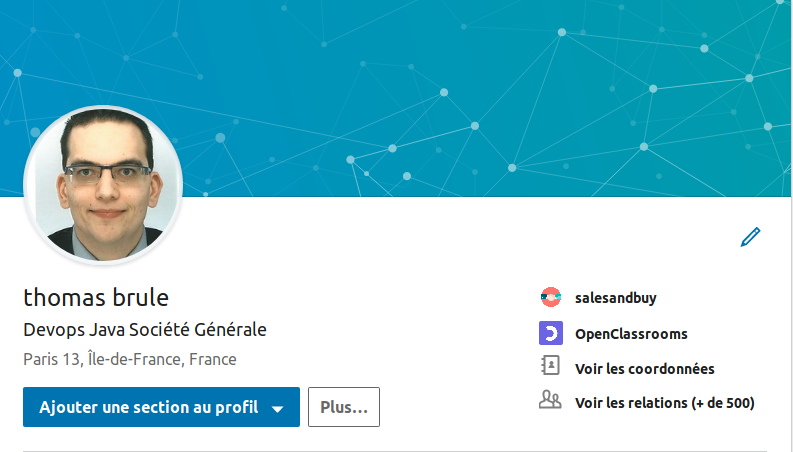 thomas brule
Devops Java Société Générale
Paris 13, Île-de-France, France
Ajouter une section au profil
Plus...
salesandbuy
OpenClassrooms
Voir les coordonnées
Voir les relations (+ de 500)